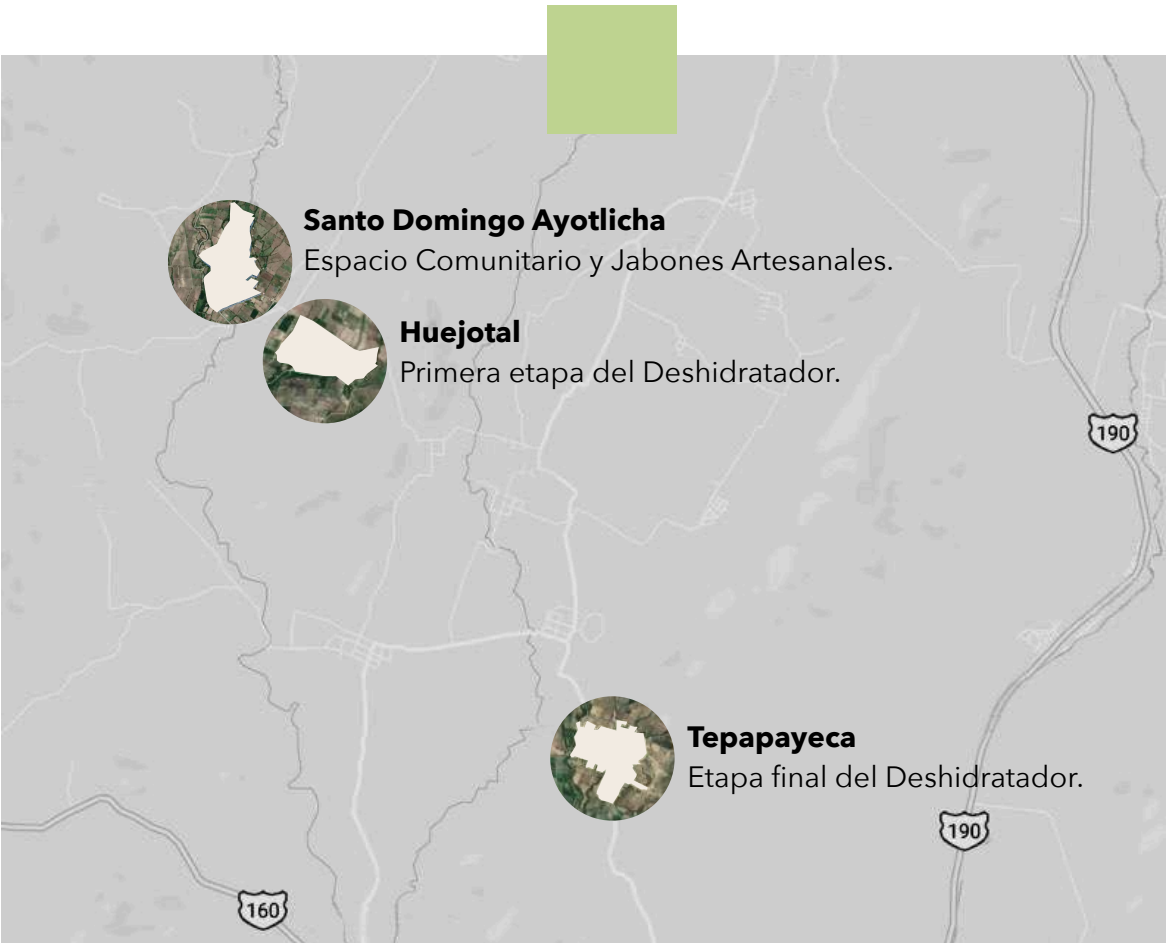 Santo Domingo Ayotlicha
Espacio Comunitario y Jabones Artesanales.
Huejotal
Primera etapa del Deshidratador.
190
Tepapayeca
Etapa final del Deshidratador.
190
160